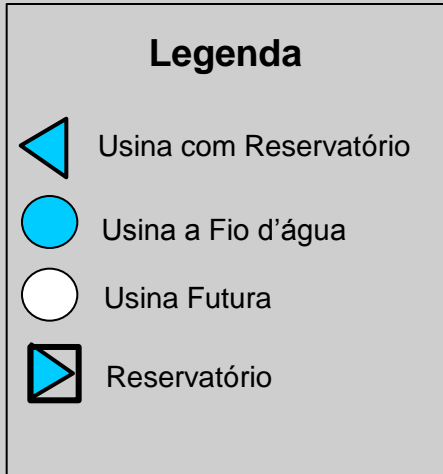 Legenda
Usina com Reservatório
Usina a Fio d'água
Usina Futura
Reservatório